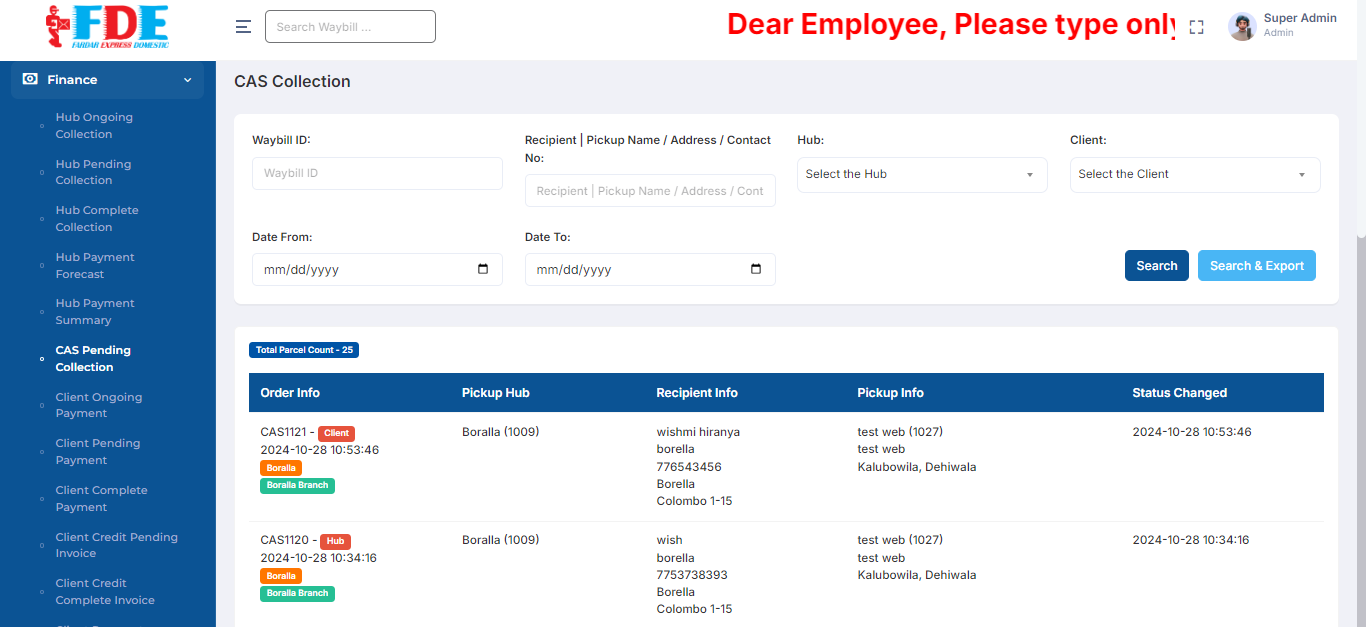 FDE
FARDAR EXPRESS DOMESTIC
Search Waybill ...
Dear Employee, Please type only
Super Admin
Admin
Finance
Hub Ongoing
Collection
Hub Pending
Collection
Hub Complete
Collection
Hub Payment
Forecast
Hub Payment
Summary
CAS Pending
Collection
Client Ongoing
Payment
Client Pending
Payment
Client Complete
Payment
Client Credit Pending
Invoice
Client Credit
Complete Invoice
CAS Collection
Waybill ID:
Waybill ID
Recipient | Pickup Name / Address / Contact
No:
Recipient | Pickup Name / Address / Cont
Hub:
Select the Hub
Client:
Select the Client
Date From:
mm/dd/yyyy
Date To:
mm/dd/yyyy
Search
Search & Export
Total Parcel Count - 25
Order Info Pickup Hub Recipient Info Pickup Info Status Changed
CAS1121 - Client
2024-10-28 10:53:46
Boralla
Boralla Branch
Boralla (1009)
wishmi hiranya
borella
776543456
Borella
Colombo 1-15
test web (1027)
test web
Kalubowila, Dehiwala
2024-10-28 10:53:46
CAS1120 - Hub
2024-10-28 10:34:16
Boralla
Boralla Branch
Boralla (1009)
wish
borella
7753738393
Borella
Colombo 1-15
test web (1027)
test web
Kalubowila, Dehiwala
2024-10-28 10:34:16